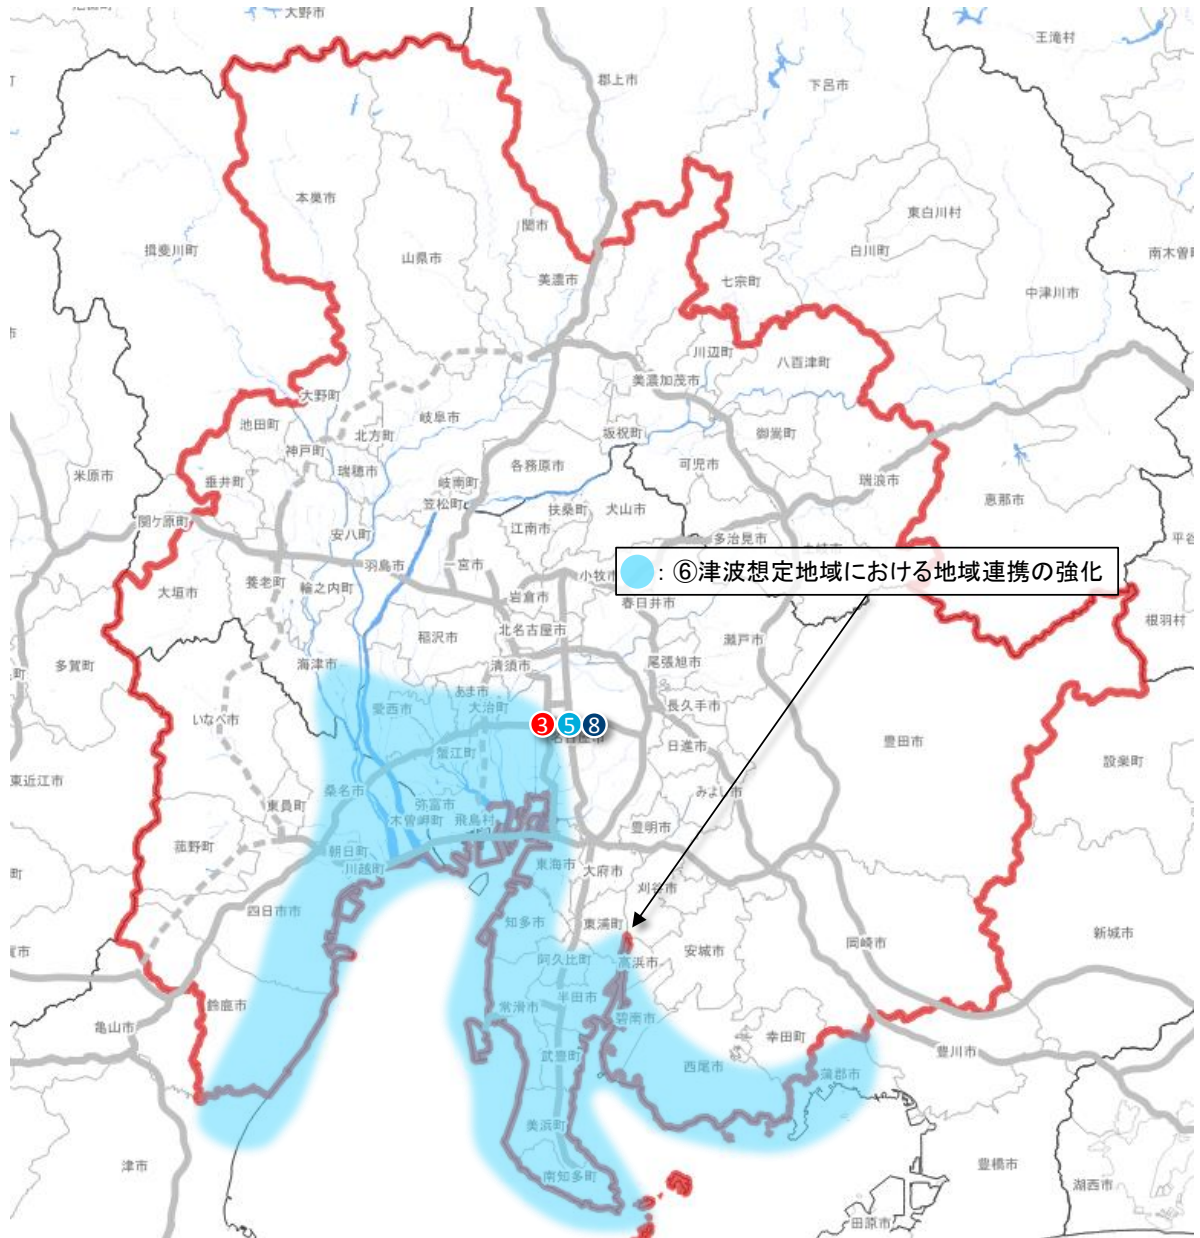 大野市
王滝村
郡上市
下呂市
本巣市
関市
東白川村
揖斐川町
山県市
白川町
南木曽町
美濃市
七宗町
中津川市
川辺町
八百津町
美濃加茂市
大野町
池田町
岐阜市
北方町
坂祝町
御嵩町
神戸町
各務原市
可児市
米原市
瑞穂市
垂井町
岐南町
瑞浪市
笠松町
扶桑町
犬山市
恵那市
関ケ原町
安八町
江南市
多治見市
平谷
羽島市
一宮市
：⑥津波想定地域における地域連携の強化
養老町
輪之内町
小牧市
大垣市
岩倉市
春日井市
根羽村
北名古屋市
稲沢市
瀬戸市
多賀町
海津市
清須市
尾張旭市
あま市
愛西市
大治町
長久手市
いなべ市
3 5 8
名古屋市
日進市
豊田市
蟹江町
設楽町
東近江市
桑名市
みよし市
東員町
弥富市
木曽岬町
飛島村
豊明市
菰野町
朝日町
川越町
東海市
大府市
刈谷市
四日市市
知多市
東浦町
新城市
岡崎市
安城市
阿久比町
高浜市
半田市
鈴鹿市
常滑市
碧南市
亀山市
幸田町
豊川市
武豊町
西尾市
蒲郡市
美浜町
津市
豊橋市
南知多町
湖西市
田原市